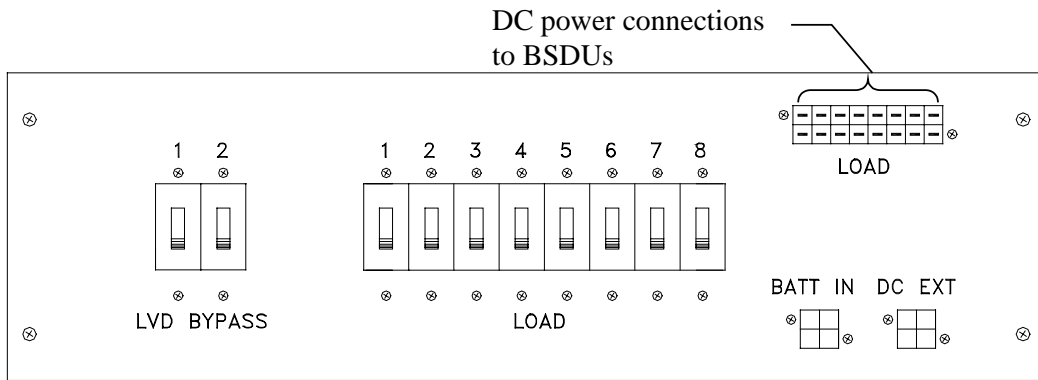 DC power connections
to BSDUs
1 2
1 2 3 4 5 6 7 8
LOAD
BATT IN DC EXT
LVD BYPASS
LOAD